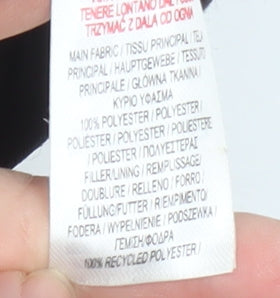 TENERE LONTANO DAL FUOCO
TRZYMAĆ Z DALA OD OGNIA
MAIN FABRIC / TISSU PRINCIPAL / TELA
PRINCIPAL / HAUPTGEWEBE / TESSUTO
PRINCIPALE / GŁÓWNA TKANINA /
ΚΥΡΙΟ ΥΦΑΣΜΑ
100% POLYESTER / POLYESTER /
POLIÉSTER / POLYESTER / POLIESTERE
/ POLIESTER / ΠΟΛΥΕΣΤΕΡΑΣ
FILLER/LINING / REMPLISSAGE/
DOUBLURE / RELLENO / FORRO /
FÜLLUNG/FUTTER / RIEMPIMENTO/
FODERA / WYPEŁNIENIE / PODSZEWKA /
ΓΕΜΙΣΗ/ΦΟΔΡΑ
100% RECYCLED POLYESTER /